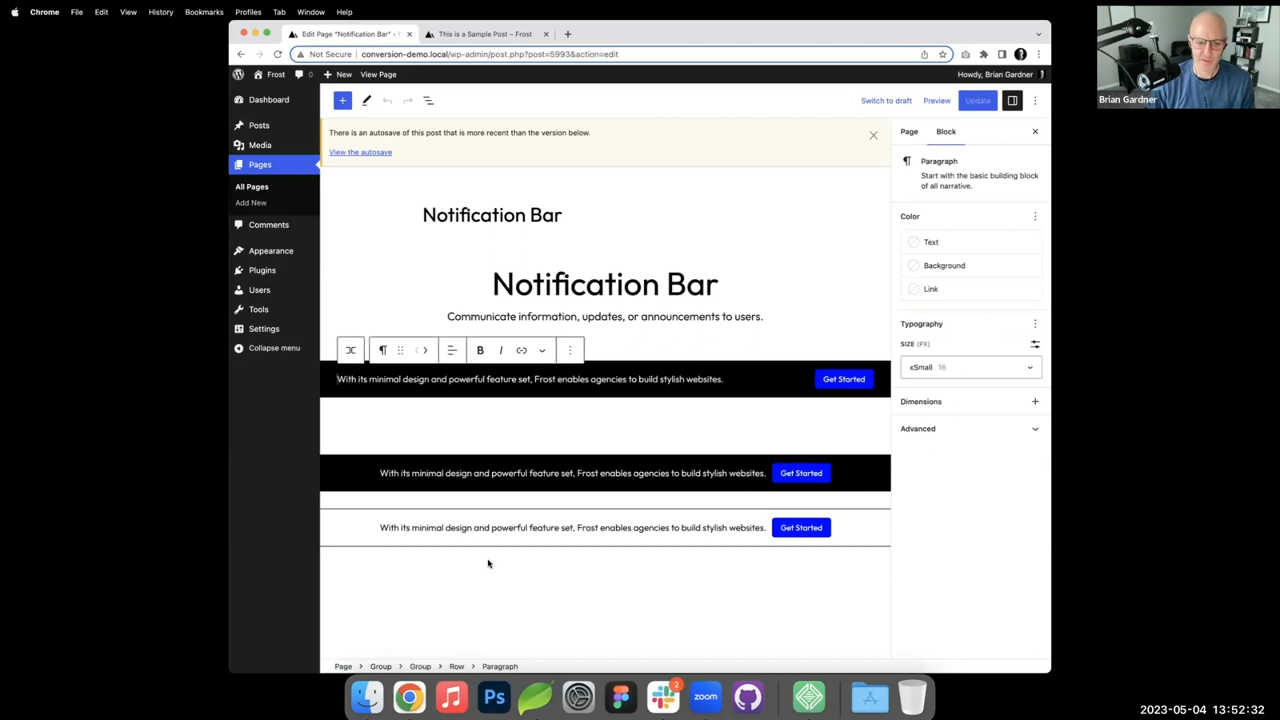 Chrome File Edit View History Bookmarks Profiles Tab Window Help
Edit Page "Notification Bar" ‹
This is a Sample Post – Frost
Not Secure conversion-demo.local/wp-admin/post.php?post=5993&action=edit
Frost 0 New View Page
Howdy, Brian Gardner
Brian Gardner
Dashboard
Posts
Media
Pages
All Pages
Add New
Comments
Appearance
Plugins
Users
Tools
Settings
Collapse menu
Switch to draft Preview Update
There is an autosave of this post that is more recent than the version below.
View the autosave
Notification Bar
Notification Bar
Communicate information, updates, or announcements to users.
B I
With its minimal design and powerful feature set, Frost enables agencies to build stylish websites.
Get Started
With its minimal design and powerful feature set, Frost enables agencies to build stylish websites.
Get Started
With its minimal design and powerful feature set, Frost enables agencies to build stylish websites.
Get Started
Page Block
Paragraph
Start with the basic building block
of all narrative.
Color
Text
Background
Link
Typography
SIZE (PX)
xSmall 16
Dimensions
Advanced
Page Group Group Row Paragraph
Ps
2
zoom
2023-05-04 13:52:32